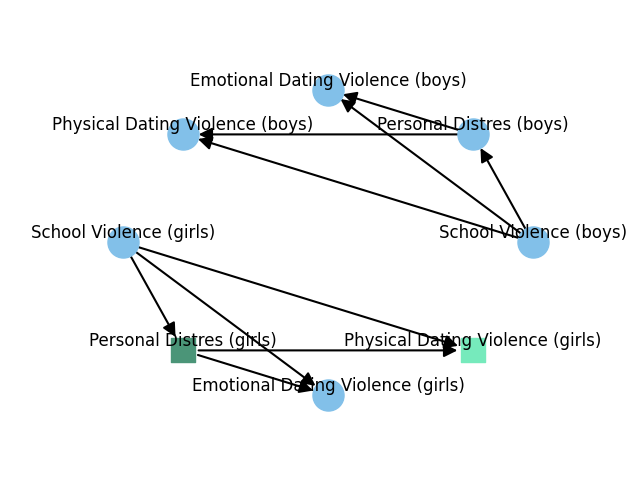 Emotional Dating Violence (boys)
Physical Dating Violence (boys)
Personal Distres (boys)
School Violence (girls)
School Violence (boys)
Personal Distres (girls)
Physical Dating Violence (girls)
Emotional Dating Violence (girls)